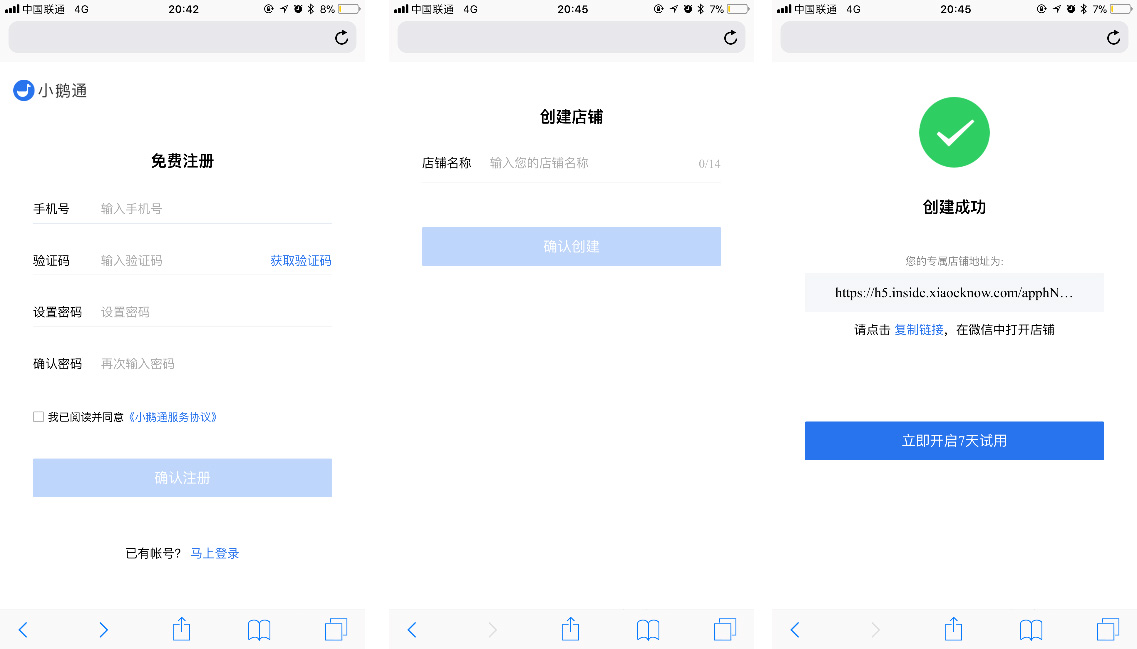 中国联通 4G 20:42 8%
小鹅通
免费注册
手机号 输入手机号
验证码 输入验证码 获取验证码
设置密码 设置密码
确认密码 再次输入密码
我已阅读并同意《小鹅通服务协议》
确认注册
已有帐号? 马上登录
中国联通 4G 20:45 7%
创建店铺
店铺名称 输入您的店铺名称 0/14
确认创建
中国联通 4G 20:45 7%
创建成功
您的专属店铺地址为:
https://h5.inside.xiaoeknow.com/apphN...
请点击 复制链接，在微信中打开店铺
立即开启7天试用